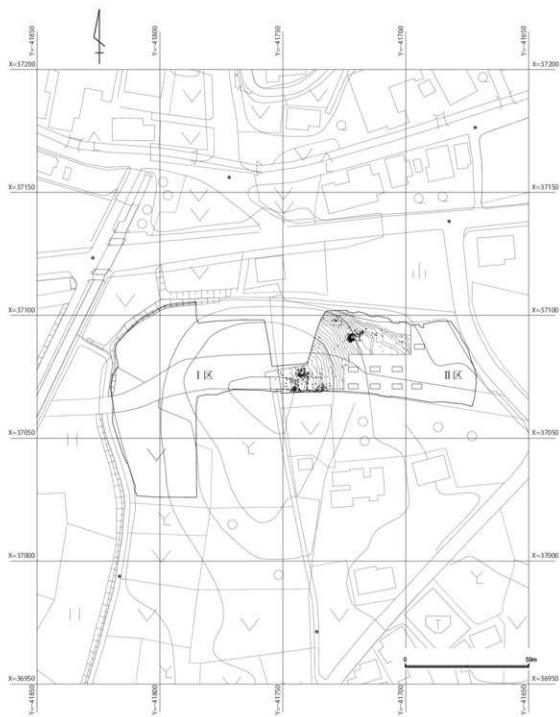 Y=-41850
Y=-41800
Y=-41750
Y=-41700
Y=-41650
X=37200
X=37200
X=37150
X=37150
X=37100
X=37100
Ⅰ区
Ⅱ区
X=37050
X=37050
X=37000
X=37000
T
0
50m
X=36950
X=36950
Y=-41850
Y=-41800
Y=-41750
Y=-41700
Y=-41650